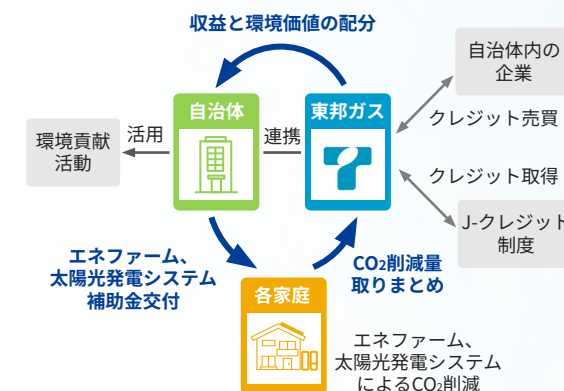 収益と環境価値の配分
自治体内の
企業
自治体
東邦ガス
クレジット売買
環境貢献
活動
活用
連携
クレジット取得
J-クレジット
制度
エネファーム、
太陽光発電システム
補助金交付
CO2削減量
取りまとめ
各家庭
エネファーム、
太陽光発電システム
によるCO2削減